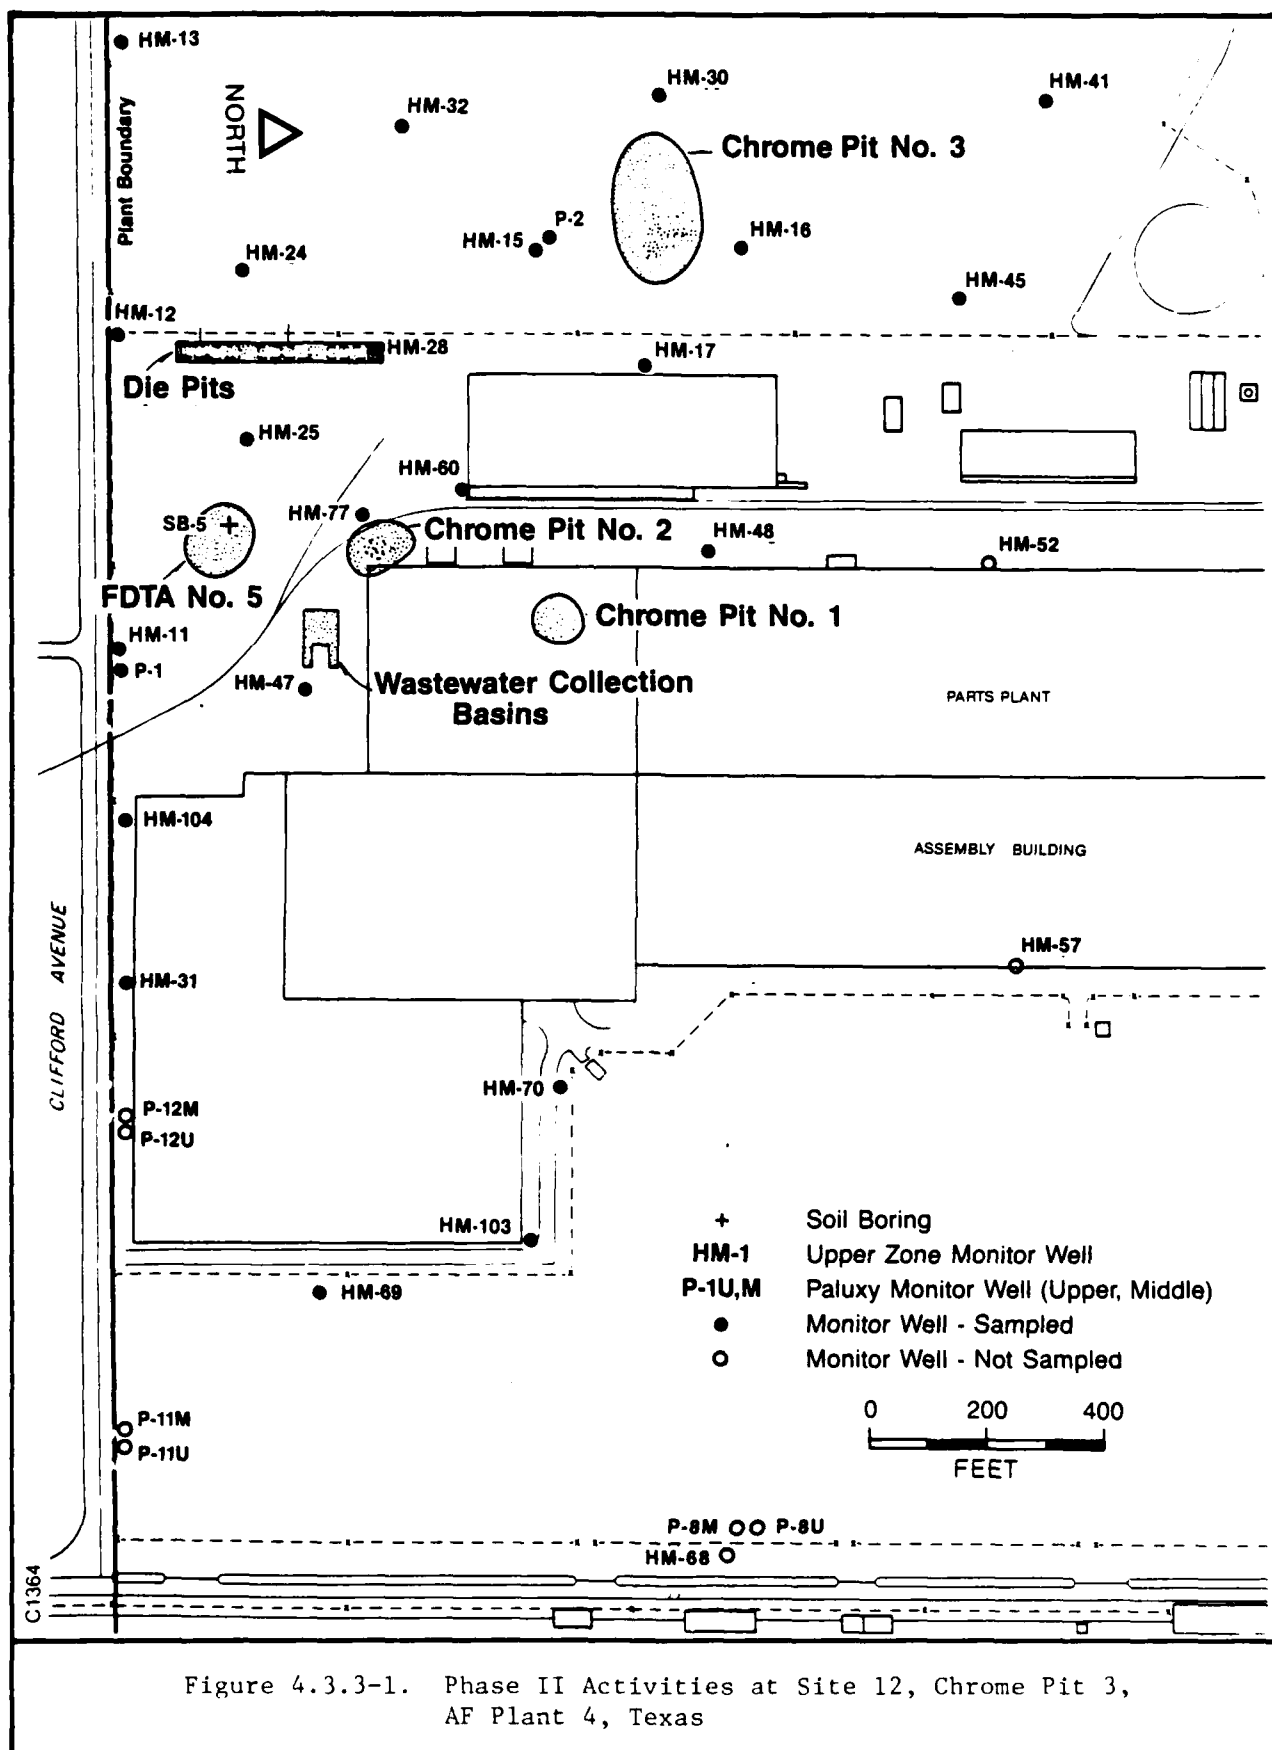 HM-13
HM-30
HM-41
HM-32
NORTH
Plant Boundary
Chrome Pit No. 3
P-2
HM-15
HM-16
HM-24
HM-45
HM-12
HM-28
HM-17
Die Pits
HM-25
HM-60
SB-5
HM-77
Chrome Pit No. 2
HM-48
HM-52
FDTA No. 5
Chrome Pit No. 1
HM-11
P-1
HM-47
Wastewater Collection
Basins
PARTS PLANT
HM-104
ASSEMBLY BUILDING
CLIFFORD AVENUE
HM-57
HM-31
HM-70
P-12M
P-12U
HM-103
HM-69
+ Soil Boring
HM-1 Upper Zone Monitor Well
P-1U,M Paluxy Monitor Well (Upper, Middle)
Monitor Well - Sampled
Monitor Well - Not Sampled
0 200 400
FEET
P-11M
P-11U
P-8M P-8U
HM-68
C1364
Figure 4.3.3-1. Phase II Activities at Site 12, Chrome Pit 3,
AF Plant 4, Texas